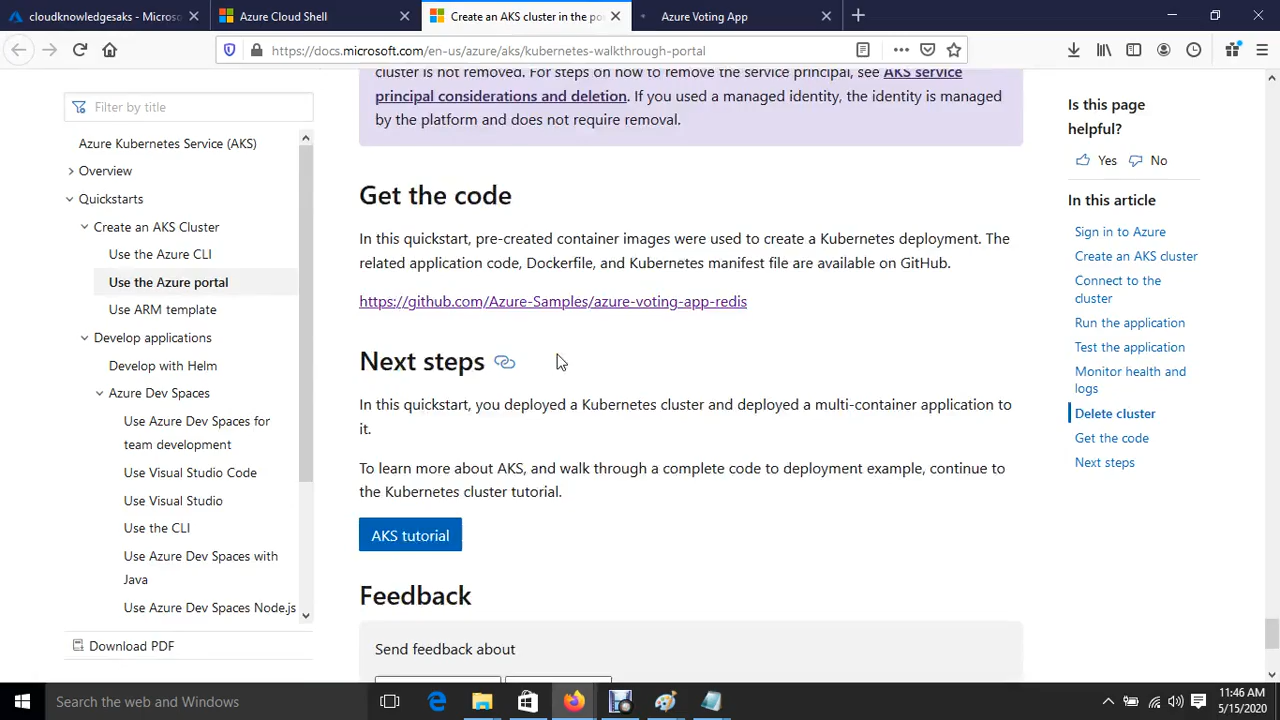 cloudknowledgesaks - Microso
Azure Cloud Shell
Create an AKS cluster in the po
Azure Voting App
https://docs.microsoft.com/en-us/azure/aks/kubernetes-walkthrough-portal
Filter by title
Azure Kubernetes Service (AKS)
Overview
Quickstarts
Create an AKS Cluster
Use the Azure CLI
Use the Azure portal
Use ARM template
Develop applications
Develop with Helm
Azure Dev Spaces
Use Azure Dev Spaces for
team development
Use Visual Studio Code
Use Visual Studio
Use the CLI
Use Azure Dev Spaces with
Java
Use Azure Dev Spaces Node.js
Download PDF
cluster is not removed. For steps on how to remove the service principal, see AKS service
principal considerations and deletion. If you used a managed identity, the identity is managed
by the platform and does not require removal.
Get the code
In this quickstart, pre-created container images were used to create a Kubernetes deployment. The
related application code, Dockerfile, and Kubernetes manifest file are available on GitHub.
https://github.com/Azure-Samples/azure-voting-app-redis
Next steps
In this quickstart, you deployed a Kubernetes cluster and deployed a multi-container application to
it.
To learn more about AKS, and walk through a complete code to deployment example, continue to
the Kubernetes cluster tutorial.
AKS tutorial
Feedback
Send feedback about
Is this page
helpful?
Yes No
In this article
Sign in to Azure
Create an AKS cluster
Connect to the
cluster
Run the application
Test the application
Monitor health and
logs
Delete cluster
Get the code
Next steps
Search the web and Windows
11:46 AM
5/15/2020